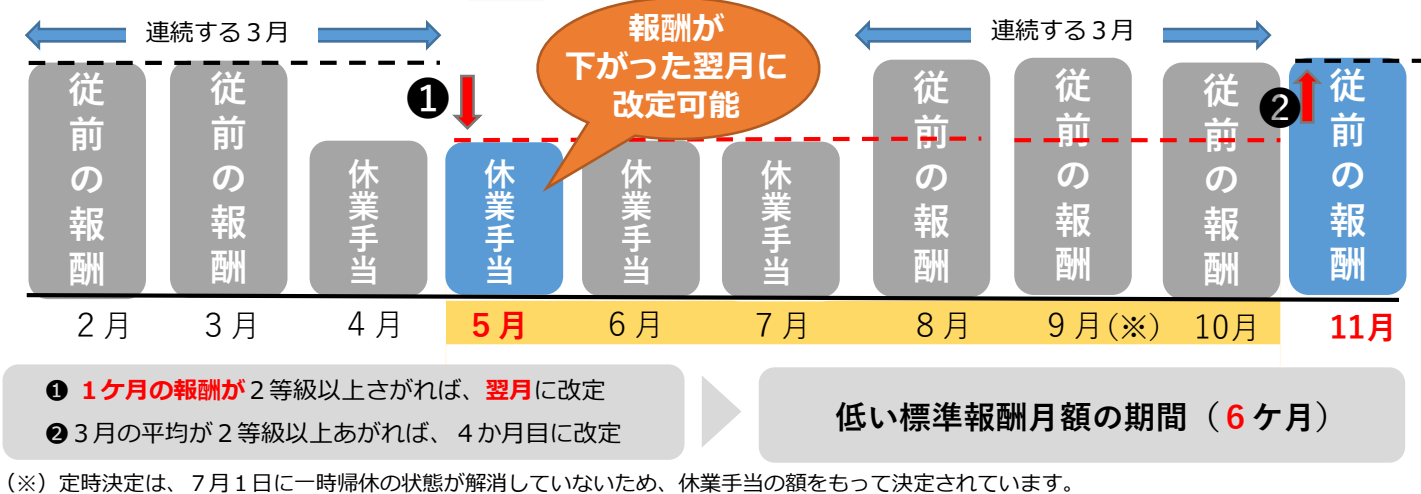 連続する3月
報酬が
下がった翌月に
改定可能
連続する3月
❶
❷
従前の報酬
従前の報酬
休業手当
休業手当
休業手当
休業手当
従前の報酬
従前の報酬
従前の報酬
従前の報酬
2月
3月
4月
5月
6月
7月
8月
9月(※)
10月
11月
❶ 1ケ月の報酬が2等級以上さがれば、翌月に改定
❷3月の平均が2等級以上あがれば、4か月目に改定
低い標準報酬月額の期間(6ケ月)
(※)定時決定は、7月1日に一時帰休の状態が解消していないため、休業手当の額をもって決定されています。